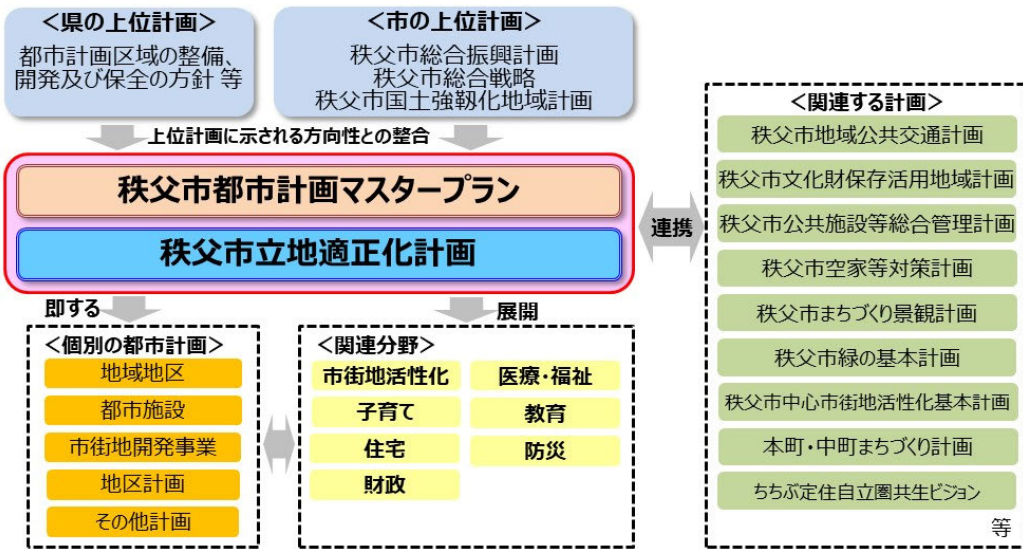 ＜県の上位計画＞
都市計画区域の整備、
開発及び保全の方針 等
＜市の上位計画＞
秩父市総合振興計画
秩父市総合戦略
秩父市国土強靱化地域計画
上位計画に示される方向性との整合
秩父市都市計画マスタープラン
秩父市立地適正化計画
連携
即する
展開
＜個別の都市計画＞
地域地区
都市施設
市街地開発事業
地区計画
その他計画
＜関連分野＞
市街地活性化
医療・福祉
子育て
教育
住宅
防災
財政
＜関連する計画＞
秩父市地域公共交通計画
秩父市文化財保存活用地域計画
秩父市公共施設等総合管理計画
秩父市空家等対策計画
秩父市まちづくり景観計画
秩父市緑の基本計画
秩父市中心市街地活性化基本計画
本町・中町まちづくり計画
ちちぶ定住自立圏共生ビジョン
等